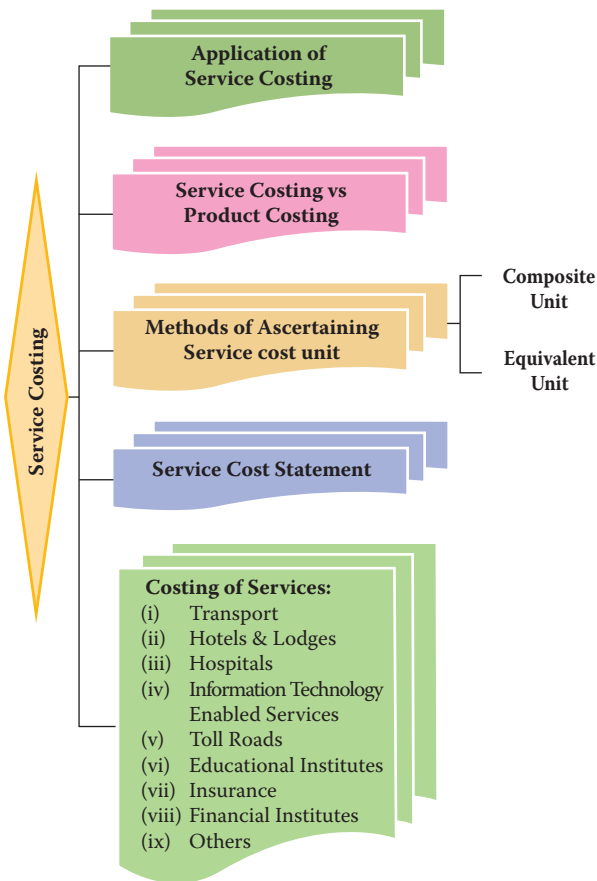 Service Costing
Application of
Service Costing
Service Costing vs
Product Costing
Methods of Ascertaining
Service cost unit
Composite
Unit
Equivalent
Unit
Service Cost Statement
Costing of Services:
(i) Transport
(ii) Hotels & Lodges
(iii) Hospitals
(iv) Information Technology
Enabled Services
(v) Toll Roads
(vi) Educational Institutes
(vii) Insurance
(viii) Financial Institutes
(ix) Others